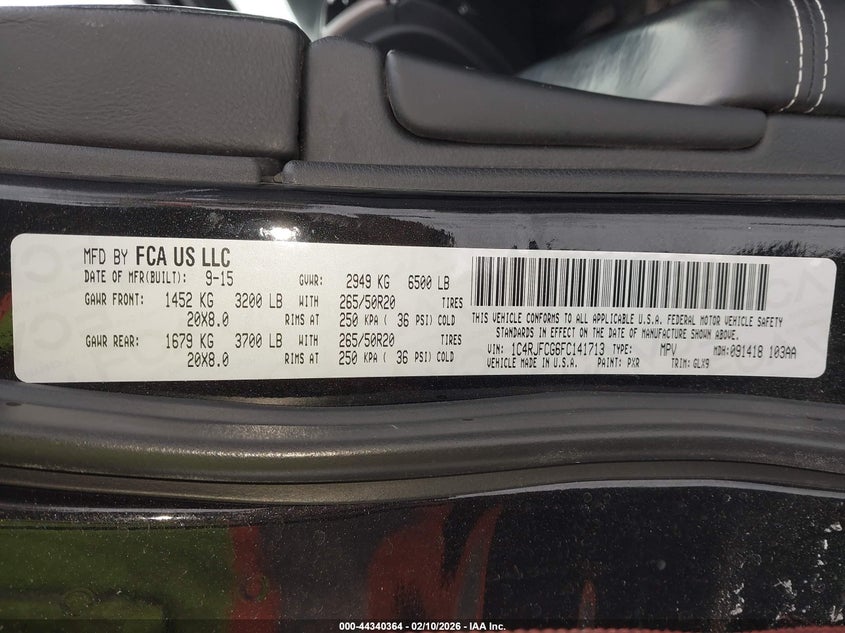 MFD BY FCA US LLC
DATE OF MFR(BUILT): 9-15 GVWR: 2949 KG 6500 LB
GAWR FRONT: 1452 KG 3200 LB WITH 265/50R20 TIRES
20X8.0 RIMS AT 250 KPA ( 36 PSI) COLD
GAWR REAR: 1679 KG 3700 LB WITH 265/50R20 TIRES
20X8.0 RIMS AT 250 KPA ( 36 PSI) COLD
THIS VEHICLE CONFORMS TO ALL APPLICABLE U.S.A. FEDERAL MOTOR VEHICLE SAFETY
STANDARDS IN EFFECT ON THE DATE OF MANUFACTURE SHOWN ABOVE.
VIN: 1C4RJFCG6FC141713 TYPE: MPV MDH: 091418 103AA
VEHICLE MADE IN U.S.A. PAINT: PXR TRIM: GLX9
000-44340364 - 02/10/2026 - IAA Inc.